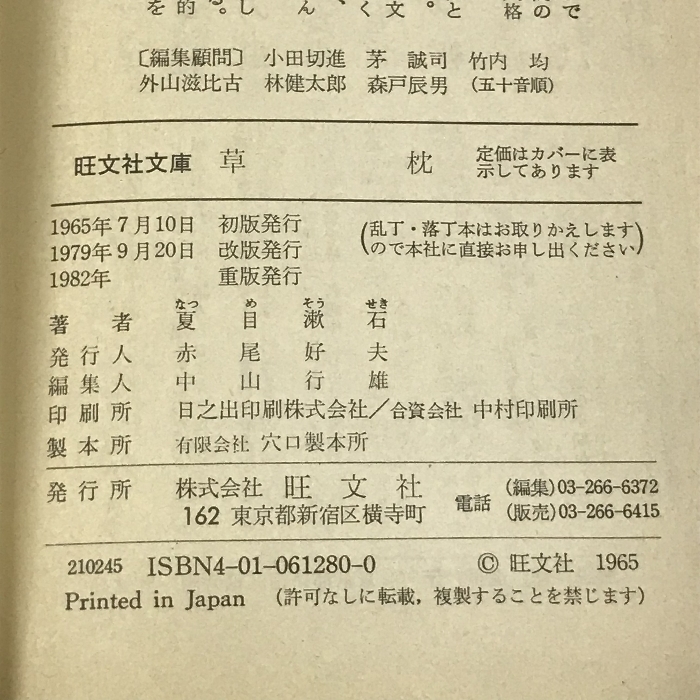 で
の
格
と
。
文
く
、
ん
し
。
的
を
〔編集顧問〕 小田切進 茅 誠司 竹内 均
外山滋比古 林健太郎 森戸辰男 (五十音順)
旺文社文庫 草 枕 定価はカバーに表
示してあります
1965年7月10日 初版発行
1979年9月20日 改版発行
1982年 重版発行
(乱丁・落丁本はお取りかえします
ので本社に直接お申し出ください)
なつ め そう せき
著者 夏目漱石
発行人 赤尾好夫
編集人 中山行雄
印刷所 日之出印刷株式会社/合資会社 中村印刷所
製本所 有限会社 穴口製本所
発行所 株式会社 旺文社
162 東京都新宿区横寺町
電話 (編集)03-266-6372
(販売)03-266-6415
210245 ISBN4-01-061280-0 © 旺文社 1965
Printed in Japan (許可なしに転載,複製することを禁じます)